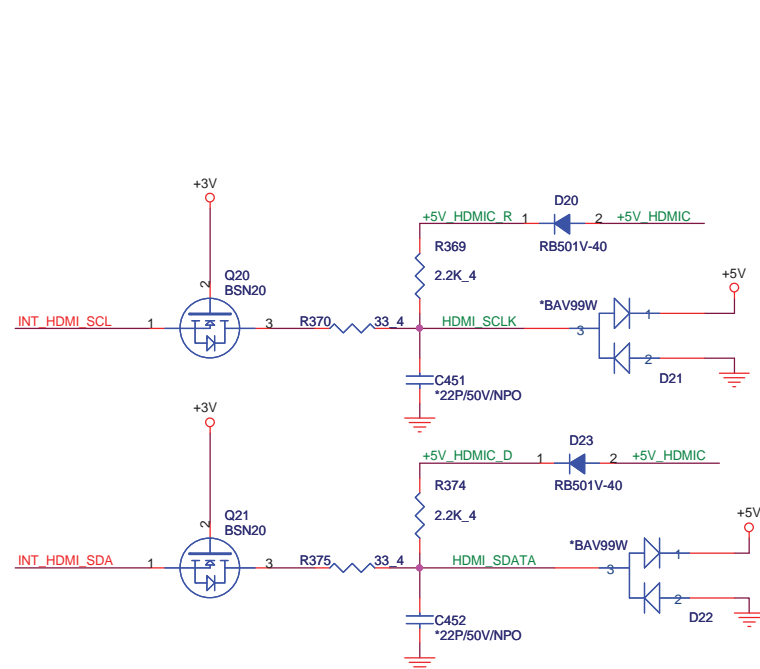 +3V
D20
+5V_HDMIC_R 1 2 +5V_HDMIC
R369
RB501V-40
2.2K_4
Q20
BSN20
2
+5V
*BAV99W
INT_HDMI_SCL 1 3 R370 33_4 HDMI_SCLK 3 1
2
D21
C451
*22P/50V/NPO
+3V
D23
+5V_HDMIC_D 1 2 +5V_HDMIC
R374
RB501V-40
2.2K_4
Q21
BSN20
2
+5V
*BAV99W
INT_HDMI_SDA 1 3 R375 33_4 HDMI_SDATA 3 1
2
D22
C452
*22P/50V/NPO